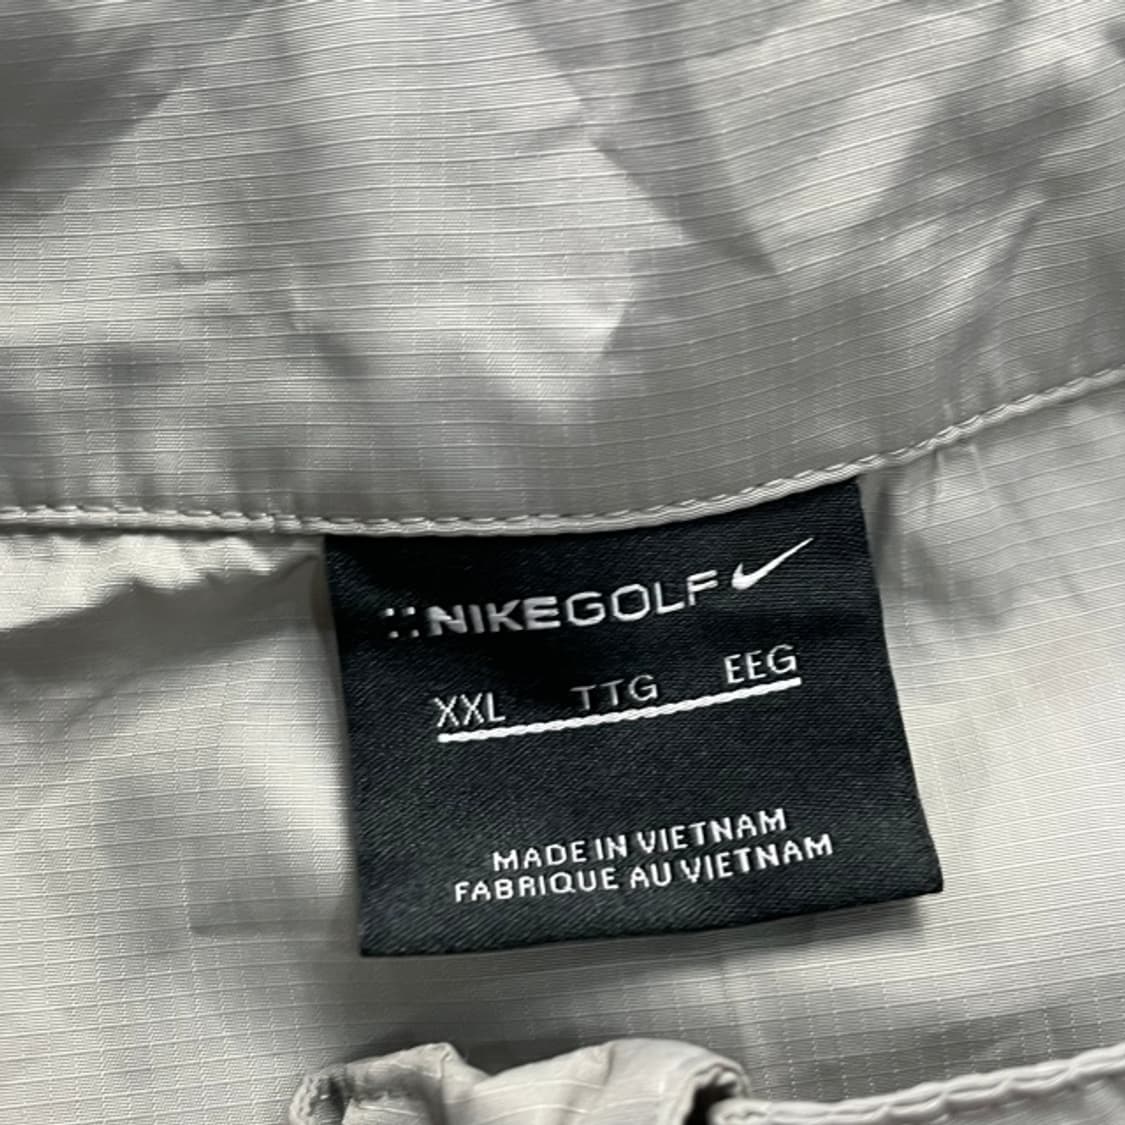 NIKEGOLF
XXL TTG EEG
MADE IN VIETNAM
FABRIQUE AU VIETNAM